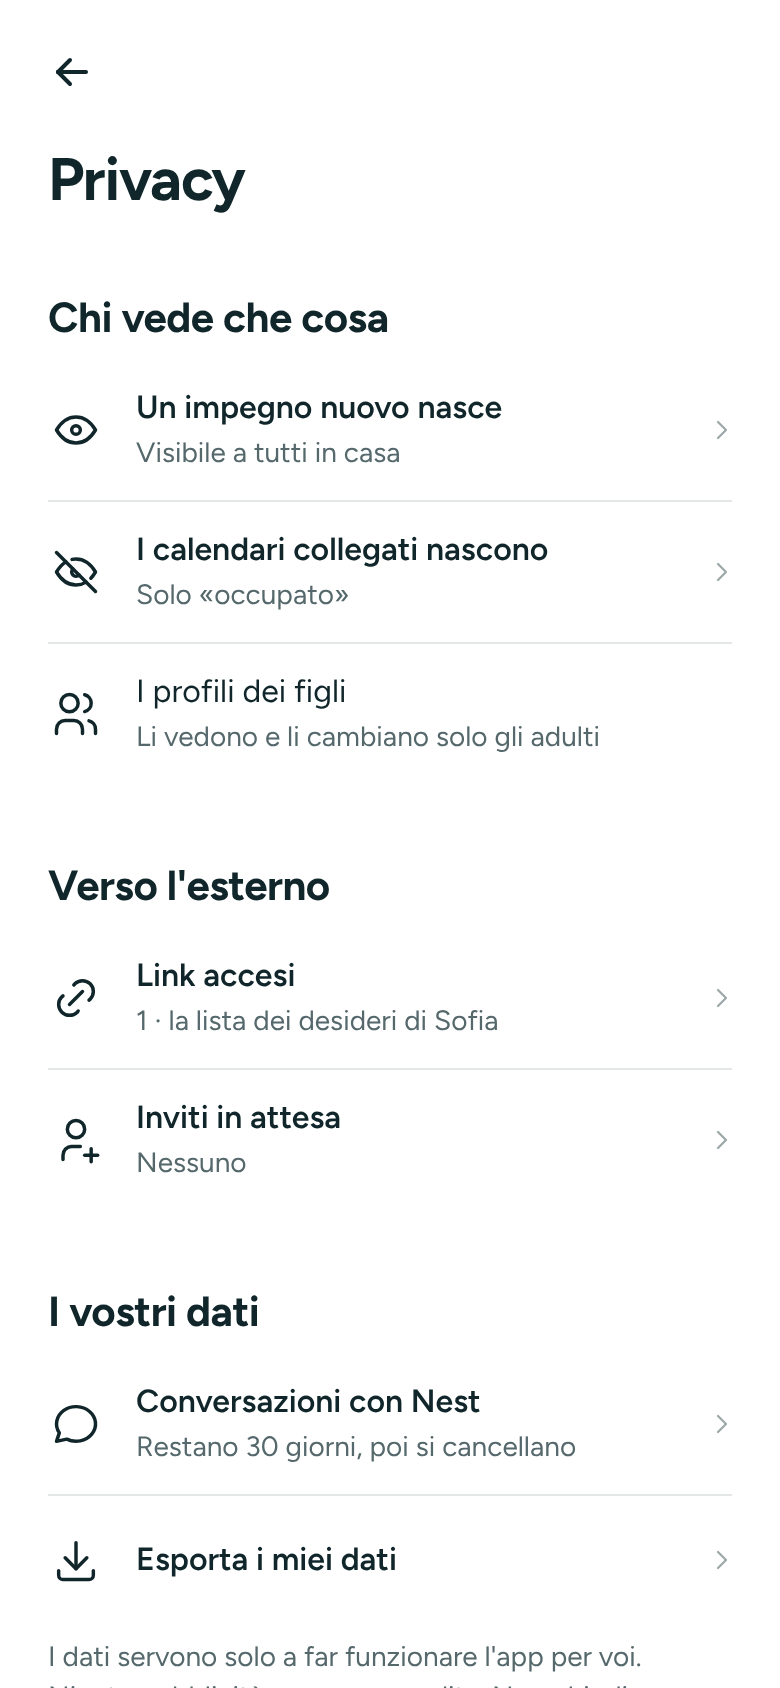 Privacy
Chi vede che cosa
Un impegno nuovo nasce
Visibile a tutti in casa
I calendari collegati nascono
Solo «occupato»
I profili dei figli
Li vedono e li cambiano solo gli adulti
Verso l'esterno
Link accesi
1 · la lista dei desideri di Sofia
Inviti in attesa
Nessuno
I vostri dati
Conversazioni con Nest
Restano 30 giorni, poi si cancellano
Esporta i miei dati
I dati servono solo a far funzionare l'app per voi.